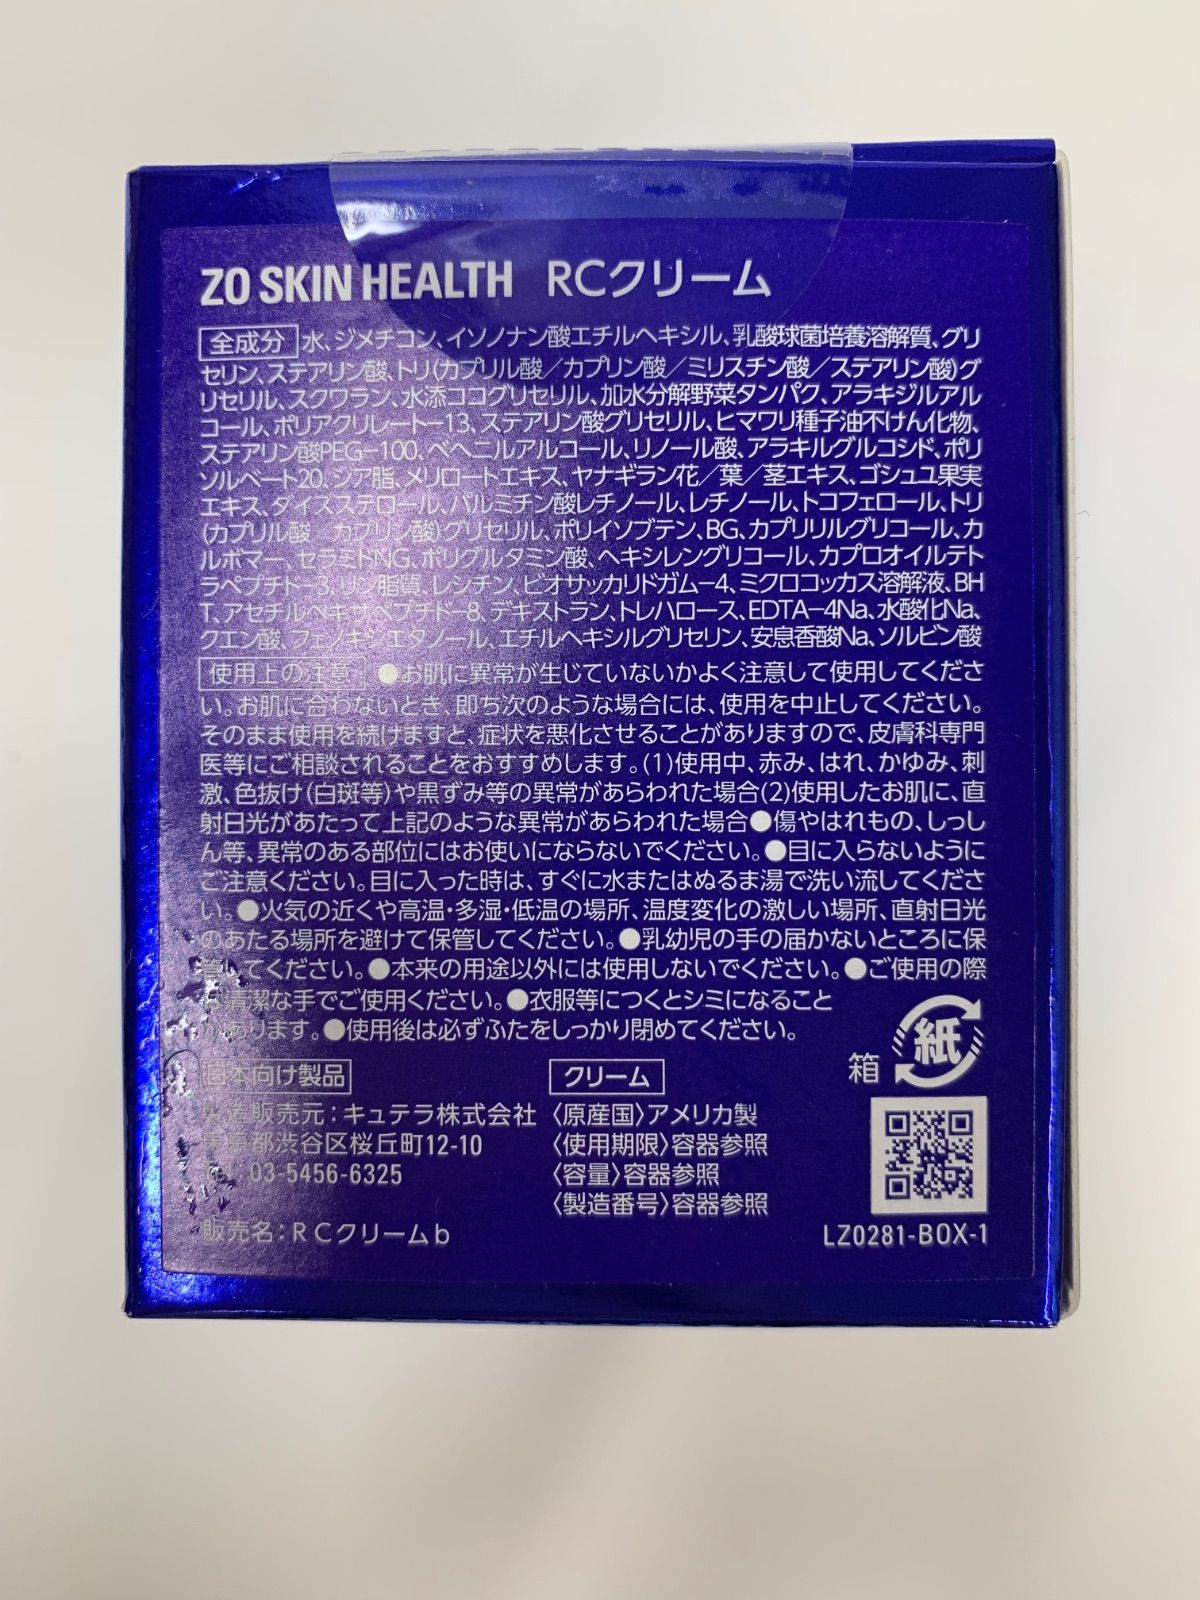 ZO SKIN HEALTH RCクリーム
全成分 水、ジメチコン、イソノナン酸エチルヘキシル、乳酸球菌培養溶解質、グリ
セリン、ステアリン酸、トリ(カプリル酸／カプリン酸／ミリスチン酸／ステアリン酸)グ
リセリル、スクワラン、水添ココグリセリル、加水分解野菜タンパク、アラキジルアル
コール、ポリアクリレート－13、ステアリン酸グリセリル、ヒマワリ種子油不けん化物、
ステアリン酸PEG－100、ベヘニルアルコール、リノール酸、アラキルグルコシド、ポリ
ソルベート20、シア脂、メリロートエキス、ヤナギラン花／葉／茎エキス、ゴシュユ果実
エキス、ダイズステロール、パルミチン酸レチノール、レチノール、トコフェロール、トリ
(カプリル酸／カプリン酸)グリセリル、ポリイソブテン、BG、カプリリルグリコール、カ
ルボマー、セラミドNG、ポリグルタミン酸、ヘキシレングリコール、カプロオイルテト
ラペプチド－3、リン脂質、レシチン、ビオサッカリドガム－4、ミクロコッカス溶解液、BH
T、アセチルヘキサペプチド－8、デキストラン、トレハロース、EDTA－4Na、水酸化Na、
クエン酸、フェノキシエタノール、エチルヘキシルグリセリン、安息香酸Na、ソルビン酸
使用上の注意 ●お肌に異常が生じていないかよく注意して使用してくださ
い。お肌に合わないとき、即ち次のような場合には、使用を中止してください。
そのまま使用を続けますと、症状を悪化させることがありますので、皮膚科専門
医等にご相談されることをおすすめします。(1)使用中、赤み、はれ、かゆみ、刺
激、色抜け(白斑等)や黒ずみ等の異常があらわれた場合(2)使用したお肌に、直
射日光があたって上記のような異常があらわれた場合●傷やはれもの、しっし
ん等、異常のある部位にはお使いにならないでください。●目に入らないように
ご注意ください。目に入った時は、すぐに水またはぬるま湯で洗い流してくださ
い。●火気の近くや高温・多湿・低温の場所、温度変化の激しい場所、直射日光
のあたる場所を避けて保管してください。●乳幼児の手の届かないところに保
管してください。●本来の用途以外には使用しないでください。●ご使用の際
は清潔な手でご使用ください。●衣服等につくとシミになること
があります。●使用後は必ずふたをしっかり閉めてください。
箱 紙
日本向け製品
製造販売元：キュテラ株式会社
東京都渋谷区桜丘町12-10
TEL 03-5456-6325
販売名：ＲＣクリームｂ
クリーム
〈原産国〉アメリカ製
〈使用期限〉容器参照
〈容量〉容器参照
〈製造番号〉容器参照
LZ0281-BOX-1